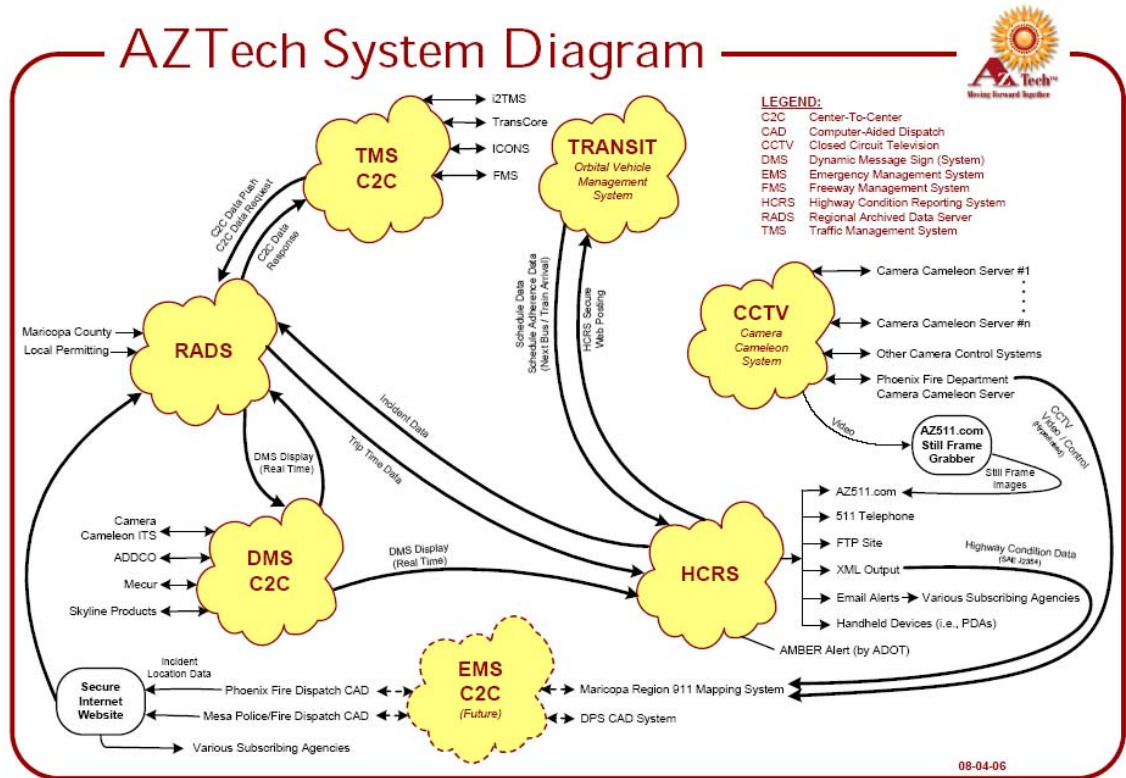 AZTech System Diagram
AZ Tech™
Moving Forward Together
LEGEND:
C2C Center-To-Center
CAD Computer-Aided Dispatch
CCTV Closed Circuit Television
DMS Dynamic Message Sign (System)
EMS Emergency Management System
FMS Freeway Management System
HCRS Highway Condition Reporting System
RADS Regional Archived Data Server
TMS Traffic Management System
TMS
C2C
i2TMS
TransCore
ICONS
FMS
TRANSIT
Orbital Vehicle
Management
System
C2C Data Push
C2C Data Request
C2C Data
Response
Schedule Data
Schedule Adherence Data
(Next Bus / Train Arrival)
HCRS Secure
Web Posting
CCTV
Camera
Cameleon
System
Camera Cameleon Server #1
Camera Cameleon Server #n
Other Camera Control Systems
Phoenix Fire Department
Camera Cameleon Server
Maricopa County
Local Permitting
RADS
Incident Data
Trip Time Data
Video
AZ511.com
Still Frame
Grabber
Still Frame
Images
CCTV
Video / Control
DMS Display
(Real Time)
Camera
Cameleon ITS
ADDCO
Mecur
Skyline Products
DMS
C2C
DMS Display
(Real Time)
HCRS
AZ511.com
511 Telephone
FTP Site
XML Output
Email Alerts
Various Subscribing Agencies
Handheld Devices (i.e., PDAs)
Highway Condition Data
AMBER Alert (by ADOT)
EMS
C2C
(Future)
Incident
Location Data
Secure
Internet
Website
Phoenix Fire Dispatch CAD
Mesa Police/Fire Dispatch CAD
Various Subscribing Agencies
Maricopa Region 911 Mapping System
DPS CAD System
08-04-06